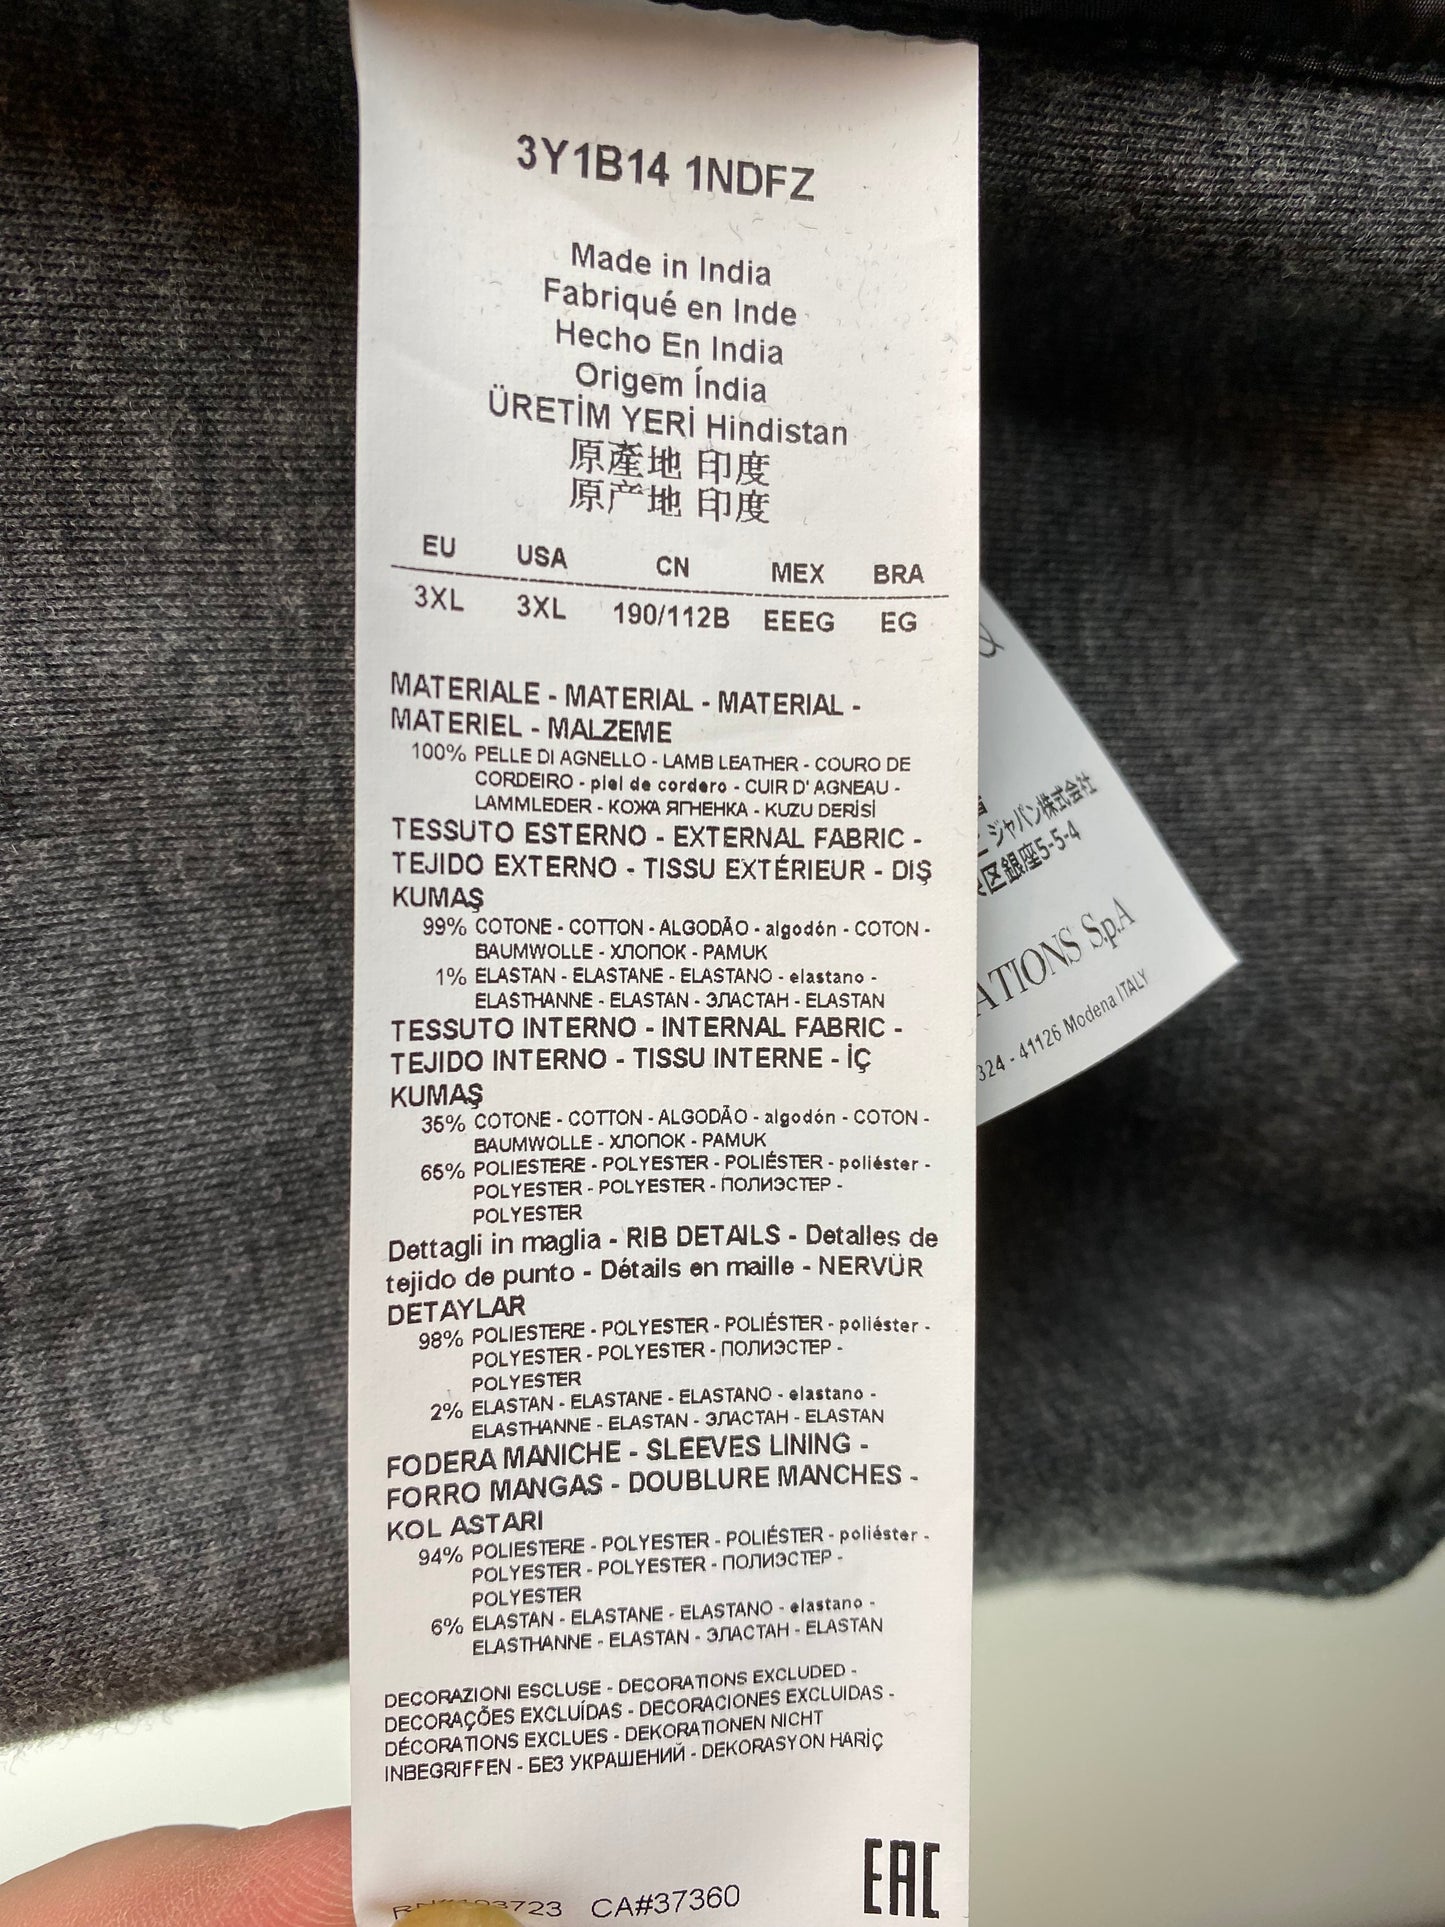 3Y1B14 1NDFZ
Made in India
Fabriqué en Inde
Hecho En India
Origem Índia
ÜRETİM YERİ Hindistan
原產地 印度
原产地 印度
EU USA CN MEX BRA
3XL 3XL 190/112B EEEG EG
MATERIALE - MATERIAL - MATERIAL -
MATERIEL - MALZEME
100% PELLE DI AGNELLO - LAMB LEATHER - COURO DE
CORDEIRO - piel de cordero - CUIR D' AGNEAU -
LAMMLEDER - КОЖА ЯГНЕНКА - KUZU DERİSİ
TESSUTO ESTERNO - EXTERNAL FABRIC -
TEJIDO EXTERNO - TISSU EXTÉRIEUR - DIŞ
KUMAŞ
99% COTONE - COTTON - ALGODÃO - algodón - COTON -
BAUMWOLLE - ХЛОПОК - PAMUK
1% ELASTAN - ELASTANE - ELASTANO - elastano -
ELASTHANNE - ELASTAN - ЭЛАСТАН - ELASTAN
TESSUTO INTERNO - INTERNAL FABRIC -
TEJIDO INTERNO - TISSU INTERNE - İÇ
KUMAŞ
35% COTONE - COTTON - ALGODÃO - algodón - COTON -
BAUMWOLLE - ХЛОПОК - PAMUK
65% POLIESTERE - POLYESTER - POLIÉSTER - poliéster -
POLYESTER - POLYESTER - ПОЛИЭСТЕР -
POLYESTER
Dettagli in maglia - RIB DETAILS - Detalles de
tejido de punto - Détails en maille - NERVÜR
DETAYLAR
98% POLIESTERE - POLYESTER - POLIÉSTER - poliéster -
POLYESTER - POLYESTER - ПОЛИЭСТЕР -
POLYESTER
2% ELASTAN - ELASTANE - ELASTANO - elastano -
ELASTHANNE - ELASTAN - ЭЛАСТАН - ELASTAN
FODERA MANICHE - SLEEVES LINING -
FORRO MANGAS - DOUBLURE MANCHES -
KOL ASTARI
94% POLIESTERE - POLYESTER - POLIÉSTER - poliéster -
POLYESTER - POLYESTER - ПОЛИЭСТЕР -
POLYESTER
6% ELASTAN - ELASTANE - ELASTANO - elastano -
ELASTHANNE - ELASTAN - ЭЛАСТАН - ELASTAN
DECORAZIONI ESCLUSE - DECORATIONS EXCLUDED -
DECORAÇÕES EXCLUÍDAS - DECORACIONES EXCLUIDAS -
DÉCORATIONS EXCLUES - DEKORATIONEN NICHT
INBEGRIFFEN - БЕЗ УКРАШЕНИЙ - DEKORASYON HARİÇ
CA#37360
EAC
ジャパン株式会社
区銀座5-5-4
ATIONS S.p.A
324 - 41126 Modena ITALY